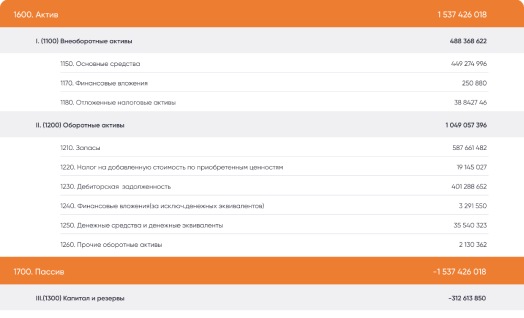 1600. Актив 1 537 426 018
I. (1100) Внеоборотные активы 488 368 622
1150. Основные средства 449 274 996
1170. Финансовые вложения 250 880
1180. Отложенные налоговые активы 38 8427 46
II. (1200) Оборотные активы 1 049 057 396
1210. Запасы 587 661 482
1220. Налог на добавленную стоимость по приобретенным ценностям 19 145 027
1230. Дебиторская задолженность 401 288 652
1240. Финансовые вложения(за исключ.денежных эквивалентов) 3 291 550
1250. Денежные средства и денежные эквиваленты 35 540 323
1260. Прочие оборотные активы 2 130 362
1700. Пассив -1 537 426 018
III.(1300) Капитал и резервы -312 613 850